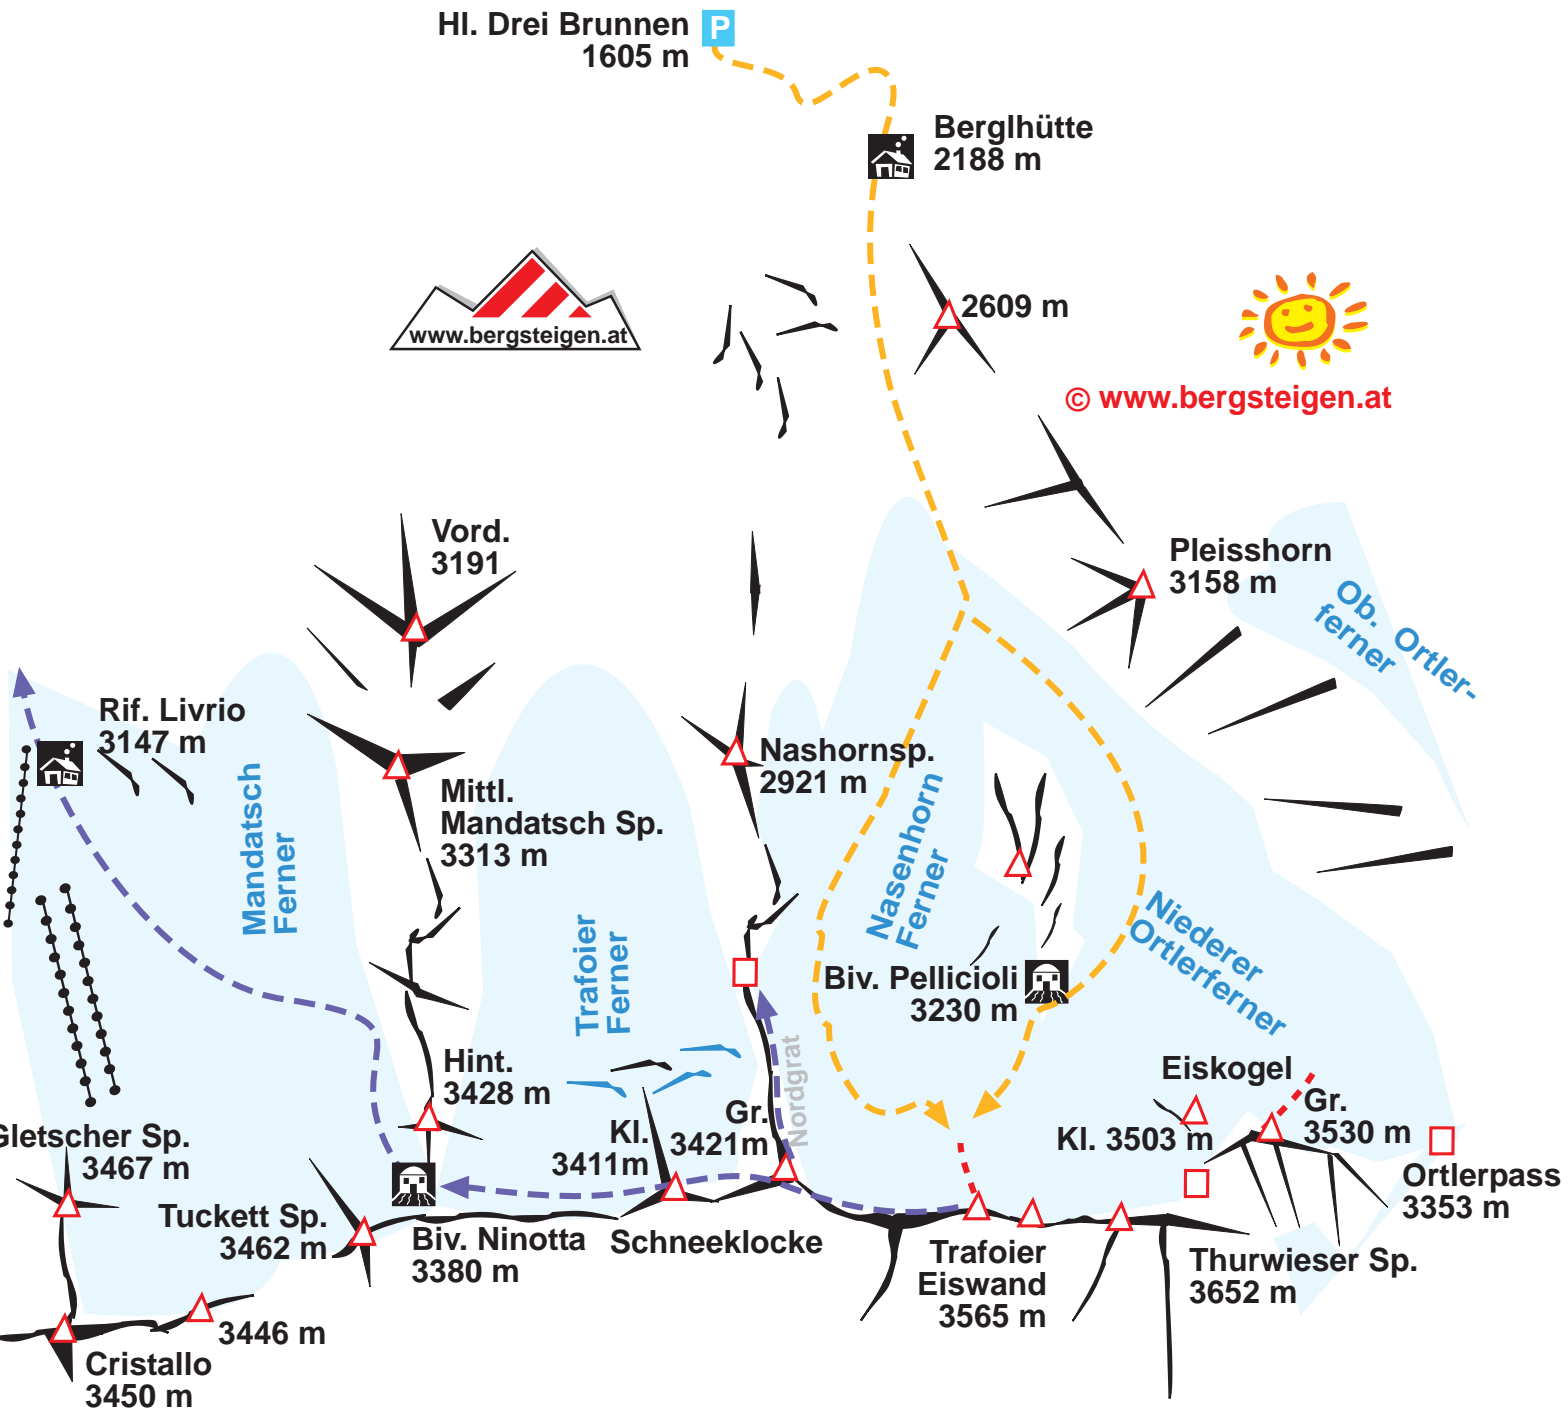 Hl. Drei Brunnen
1605 m
P
Berglhütte
2188 m
2609 m
www.bergsteigen.at
© www.bergsteigen.at
Vord.
3191
Pleisshorn
3158 m
Ob. Ortler-
ferner
Rif. Livrio
3147 m
Mandatsch
Ferner
Mittl.
Mandatsch Sp.
3313 m
Nashornsp.
2921 m
Nasenhorn
Ferner
Trafoier
Ferner
Niederer
Ortlerferner
Biv. Pellicioli
3230 m
Nordgrat
Hint.
3428 m
Eiskogel
Gr.
3530 m
Kl. 3503 m
Gr.
3421m
Kl.
3411m
Gletscher Sp.
3467 m
Ortlerpass
3353 m
Tuckett Sp.
3462 m
Biv. Ninotta
3380 m
Schneeklocke
Trafoier
Eiswand
3565 m
Thurwieser Sp.
3652 m
3446 m
Cristallo
3450 m